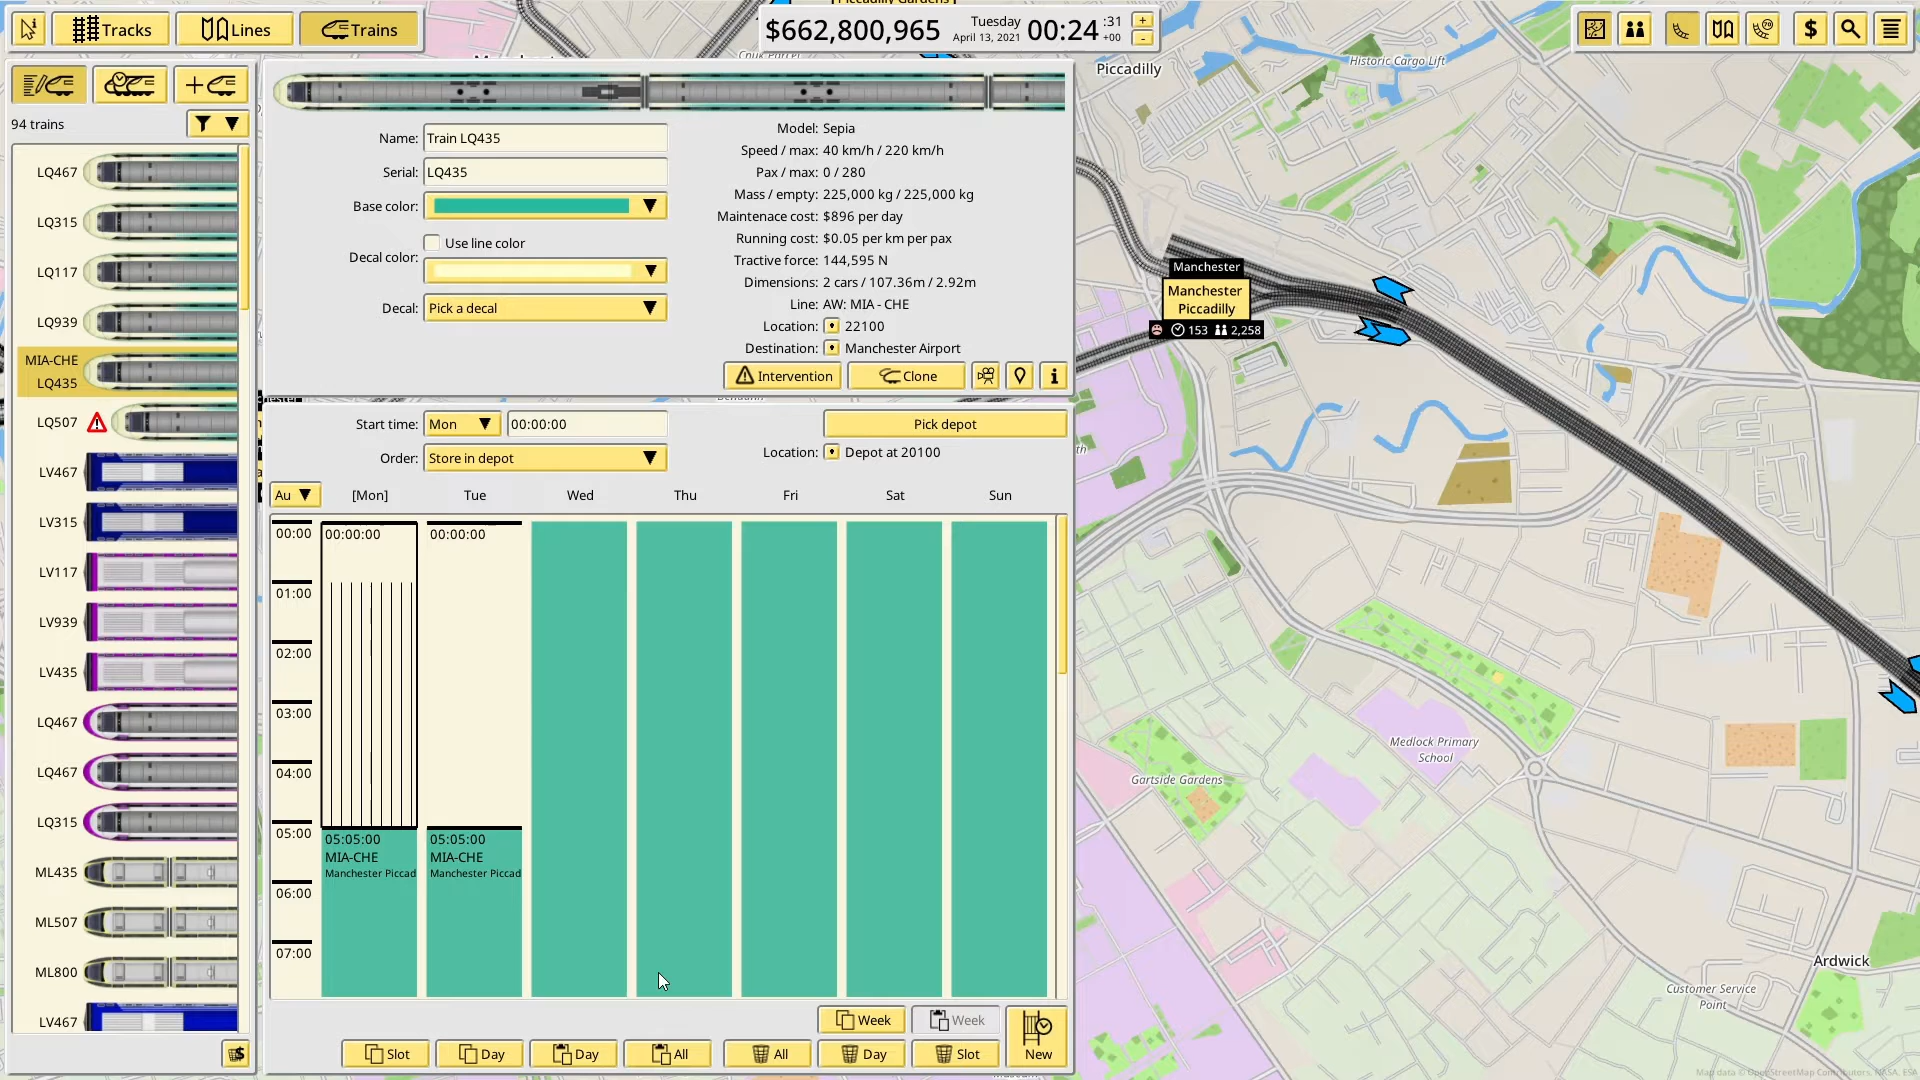 Piccadilly Gardens
Tracks
Lines
Trains
$662,800,965
Tuesday
April 13, 2021
00:24
:31
+00
+
-
70
$
94 trains
LQ467
LQ315
LQ117
LQ939
MIA-CHE
LQ435
LQ507
LV467
LV315
LV117
LV939
LV435
LQ467
LQ467
LQ315
ML435
ML507
ML800
LV467
Name:
Train LQ435
Serial:
LQ435
Base color:
Use line color
Decal color:
Decal:
Pick a decal
Model: Sepia
Speed / max: 40 km/h / 220 km/h
Pax / max: 0 / 280
Mass / empty: 225,000 kg / 225,000 kg
Maintenace cost: $896 per day
Running cost: $0.05 per km per pax
Tractive force: 144,595 N
Dimensions: 2 cars / 107.36m / 2.92m
Line: AW: MIA - CHE
Location: 22100
Destination: Manchester Airport
Intervention
Clone
Start time:
Mon
00:00:00
Pick depot
Order:
Store in depot
Location: Depot at 20100
Au
[Mon]
Tue
Wed
Thu
Fri
Sat
Sun
00:00
01:00
02:00
03:00
04:00
05:00
06:00
07:00
00:00:00
00:00:00
05:05:00
MIA-CHE
Manchester Piccad
05:05:00
MIA-CHE
Manchester Piccad
Week
Week
New
Slot
Day
Day
All
All
Day
Slot
Piccadilly
Historic Cargo Lift
Manchester
Manchester
Piccadilly
153
2,258
Medlock Primary
School
Gartside Gardens
Ardwick
Customer Service
Point
Map data © OpenStreetMap Contributors, NASA, ESA